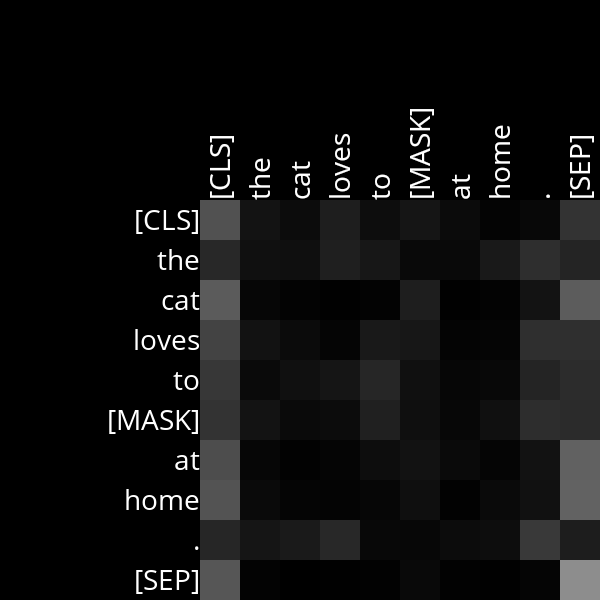 [CLS] the cat loves to [MASK] at home . [SEP]
[CLS]
the
cat
loves
to
[MASK]
at
home
.
[SEP]